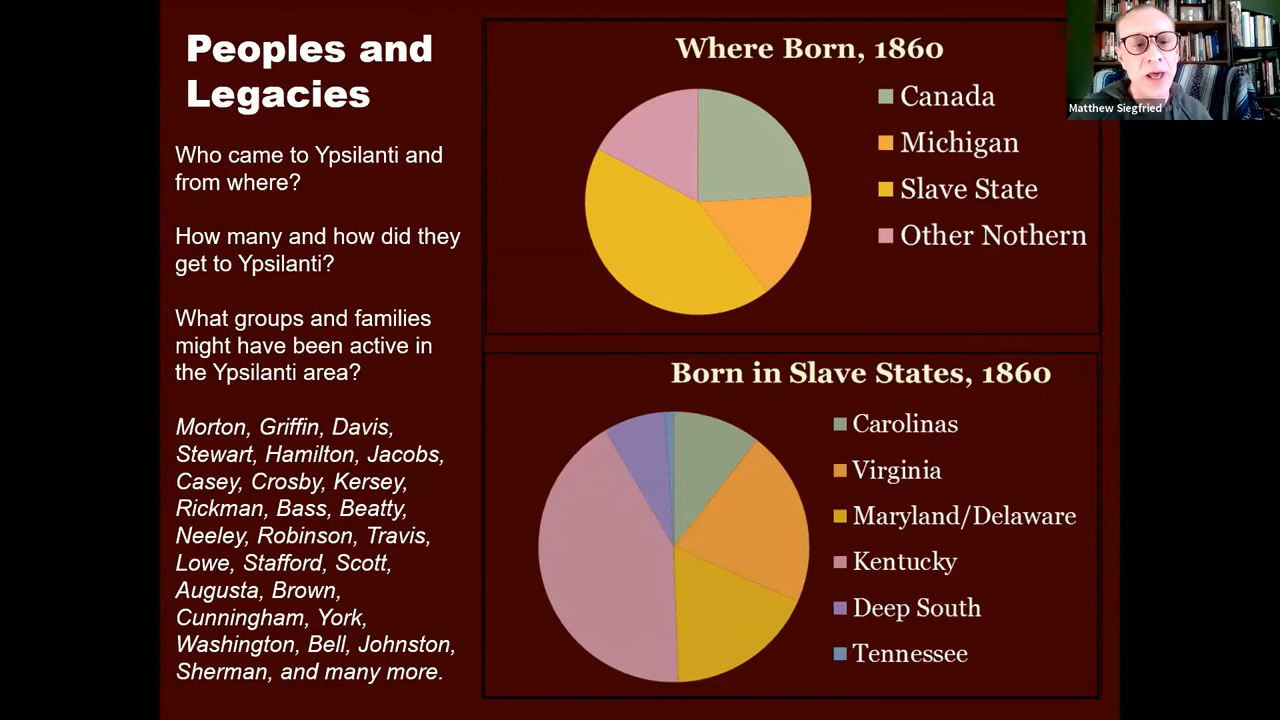 Peoples and
Legacies
Who came to Ypsilanti and
from where?
How many and how did they
get to Ypsilanti?
What groups and families
might have been active in
the Ypsilanti area?
Morton, Griffin, Davis,
Stewart, Hamilton, Jacobs,
Casey, Crosby, Kersey,
Rickman, Bass, Beatty,
Neeley, Robinson, Travis,
Lowe, Stafford, Scott,
Augusta, Brown,
Cunningham, York,
Washington, Bell, Johnston,
Sherman, and many more.
Where Born, 1860
Canada
Michigan
Slave State
Other Nothern
Born in Slave States, 1860
Carolinas
Virginia
Maryland/Delaware
Kentucky
Deep South
Tennessee
Matthew Siegfried